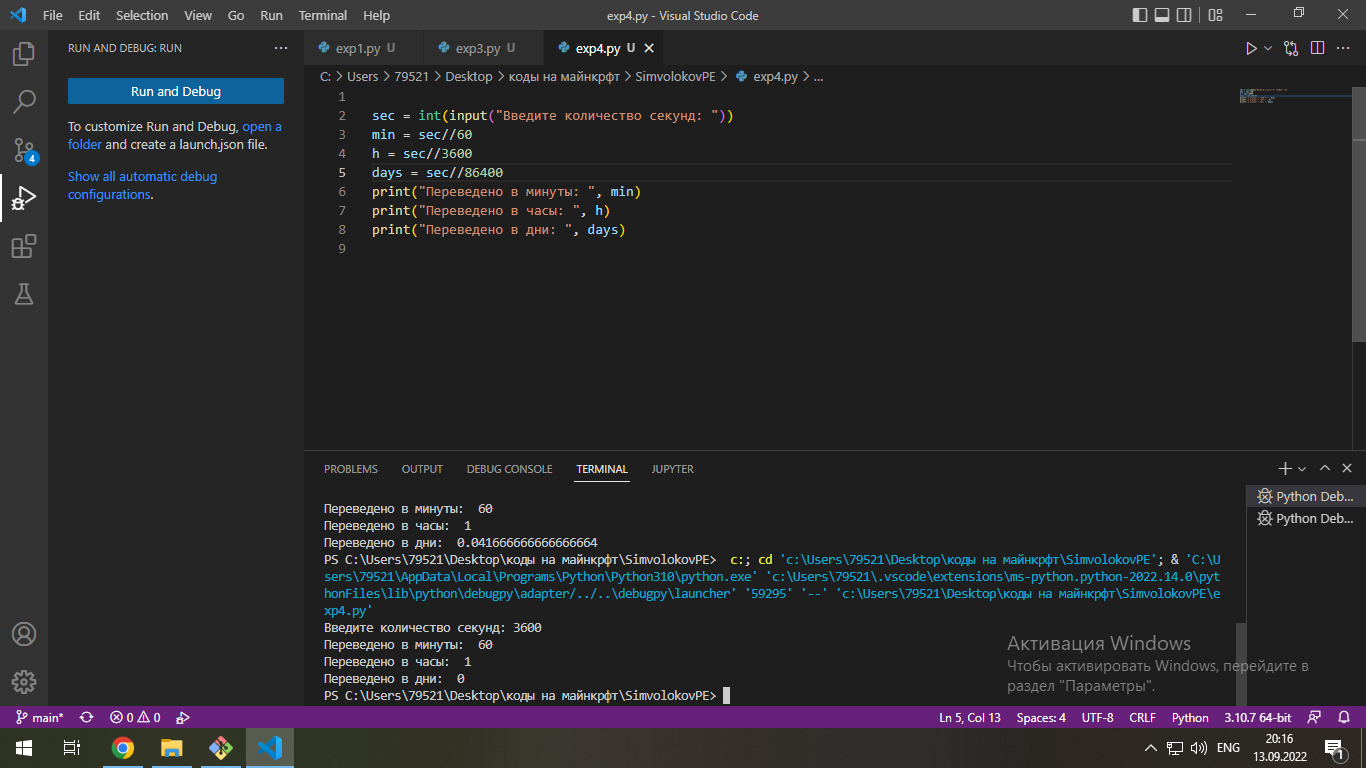 File Edit Selection View Go Run Terminal Help exp4.py - Visual Studio Code
RUN AND DEBUG: RUN
exp1.py U exp3.py U exp4.py U
C: > Users > 79521 > Desktop > коды на майнкрфт > SimvolokovPE > exp4.py > ...
Run and Debug
To customize Run and Debug, open a
folder and create a launch.json file.
Show all automatic debug
configurations.
4
1
2 sec = int(input("Введите количество секунд: "))
3 min = sec//60
4 h = sec//3600
5 days = sec//86400
6 print("Переведено в минуты: ", min)
7 print("Переведено в часы: ", h)
8 print("Переведено в дни: ", days)
9
PROBLEMS OUTPUT DEBUG CONSOLE TERMINAL JUPYTER
Python Deb...
Python Deb...
Переведено в минуты:  60
Переведено в часы:  1
Переведено в дни:  0.041666666666666664
PS C:\Users\79521\Desktop\коды на майнкрфт\SimvolokovPE>  c:; cd 'c:\Users\79521\Desktop\коды на майнкрфт\SimvolokovPE'; & 'C:\U
sers\79521\AppData\Local\Programs\Python\Python310\python.exe' 'c:\Users\79521\.vscode\extensions\ms-python.python-2022.14.0\pyt
honFiles\lib\python\debugpy\adapter/../..\debugpy\launcher' '59295' '--' 'c:\Users\79521\Desktop\коды на майнкрфт\SimvolokovPE\e
xp4.py'
Введите количество секунд: 3600
Переведено в минуты:  60
Переведено в часы:  1
Переведено в дни:  0
PS C:\Users\79521\Desktop\коды на майнкрфт\SimvolokovPE>
Активация Windows
Чтобы активировать Windows, перейдите в
раздел "Параметры".
main* 0 0 Ln 5, Col 13 Spaces: 4 UTF-8 CRLF Python 3.10.7 64-bit
ENG 20:16
13.09.2022
1